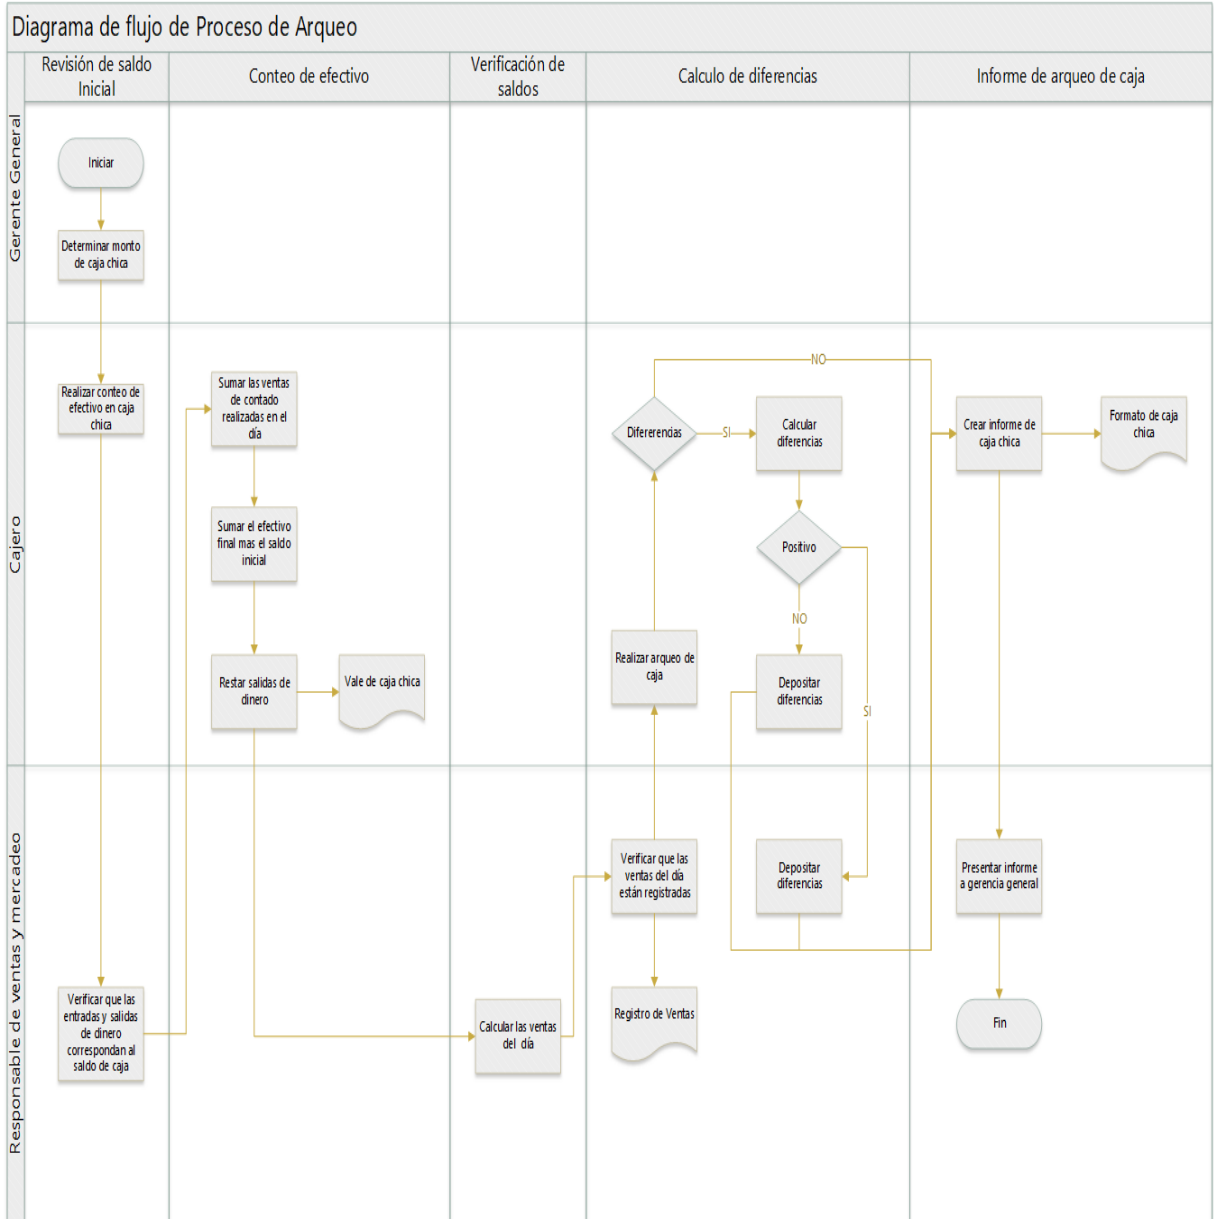 Diagrama de flujo de Proceso de Arqueo
Revisión de saldo
Inicial
Conteo de efectivo
Verificación de
saldos
Calculo de diferencias
Informe de arqueo de caja
Gerente General
Iniciar
Determinar monto
de caja chica
Cajero
Realizar conteo de
efectivo en caja
chica
Sumar las ventas
de contado
realizadas en el
día
Sumar el efectivo
final mas el saldo
inicial
Restar salidas de
dinero
Vale de caja chica
NO
Difererencias
SI
Calcular
diferencias
Positivo
NO
SI
Realizar arqueo de
caja
Depositar
diferencias
Crear informe de
caja chica
Formato de caja
chica
Responsable de ventas y mercadeo
Verificar que las
entradas y salidas
de dinero
correspondan al
saldo de caja
Calcular las ventas
del día
Verificar que las
ventas del día
están registradas
Registro de Ventas
Depositar
diferencias
Presentar informe
a gerencia general
Fin